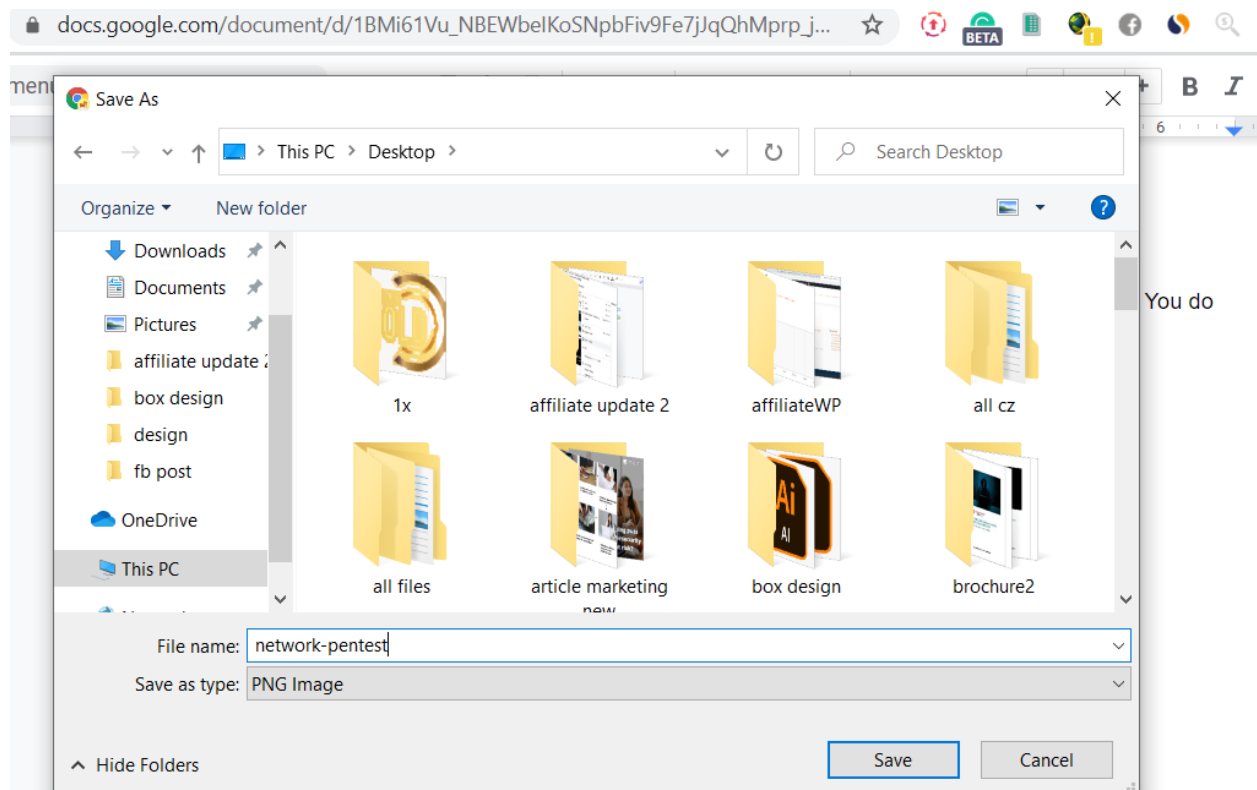 docs.google.com/document/d/1BMi61Vu_NBEWbeIKoSNpbFiv9Fe7jJqQhMprp_j...
BETA
Save As
B I
6
This PC > Desktop >
Search Desktop
Organize
New folder
?
Downloads
Documents
Pictures
affiliate update 2
box design
design
fb post
OneDrive
This PC
1x
affiliate update 2
affiliateWP
all cz
You do
Ai
AI
all files
article marketing
new
box design
brochure2
File name: network-pentest
Save as type: PNG Image
Hide Folders
Save
Cancel